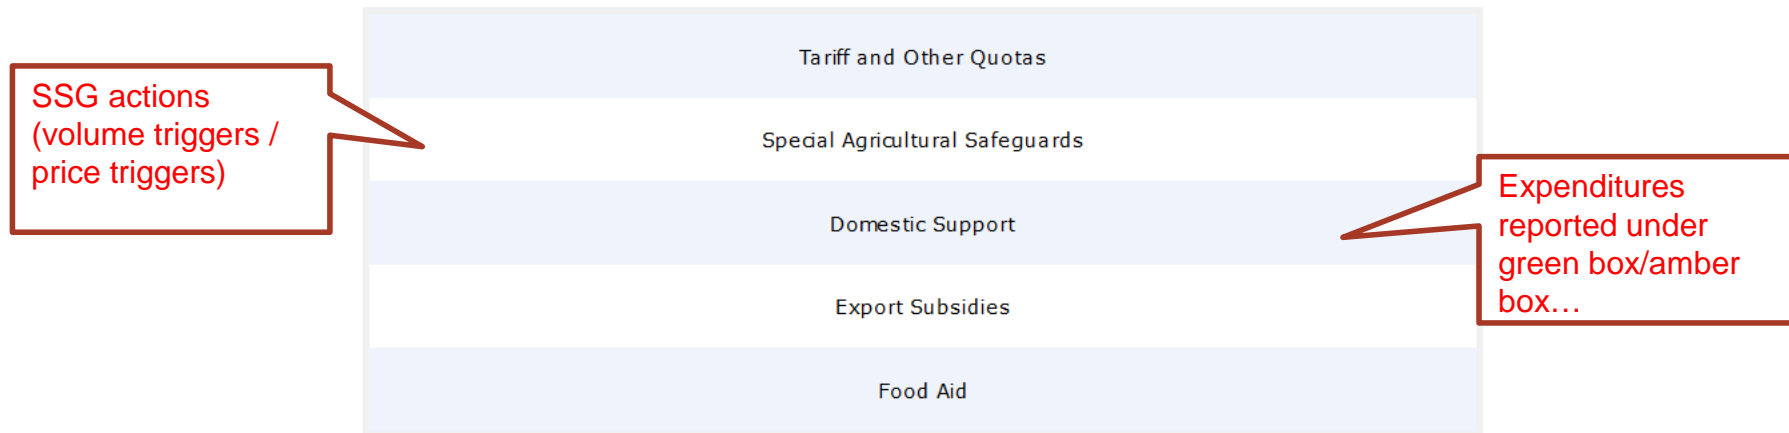 Tariff and Other Quotas
SSG actions
(volume triggers /
price triggers)
Special Agricultural Safeguards
Domestic Support
Expenditures
reported under
green box/amber
box…
Export Subsidies
Food Aid